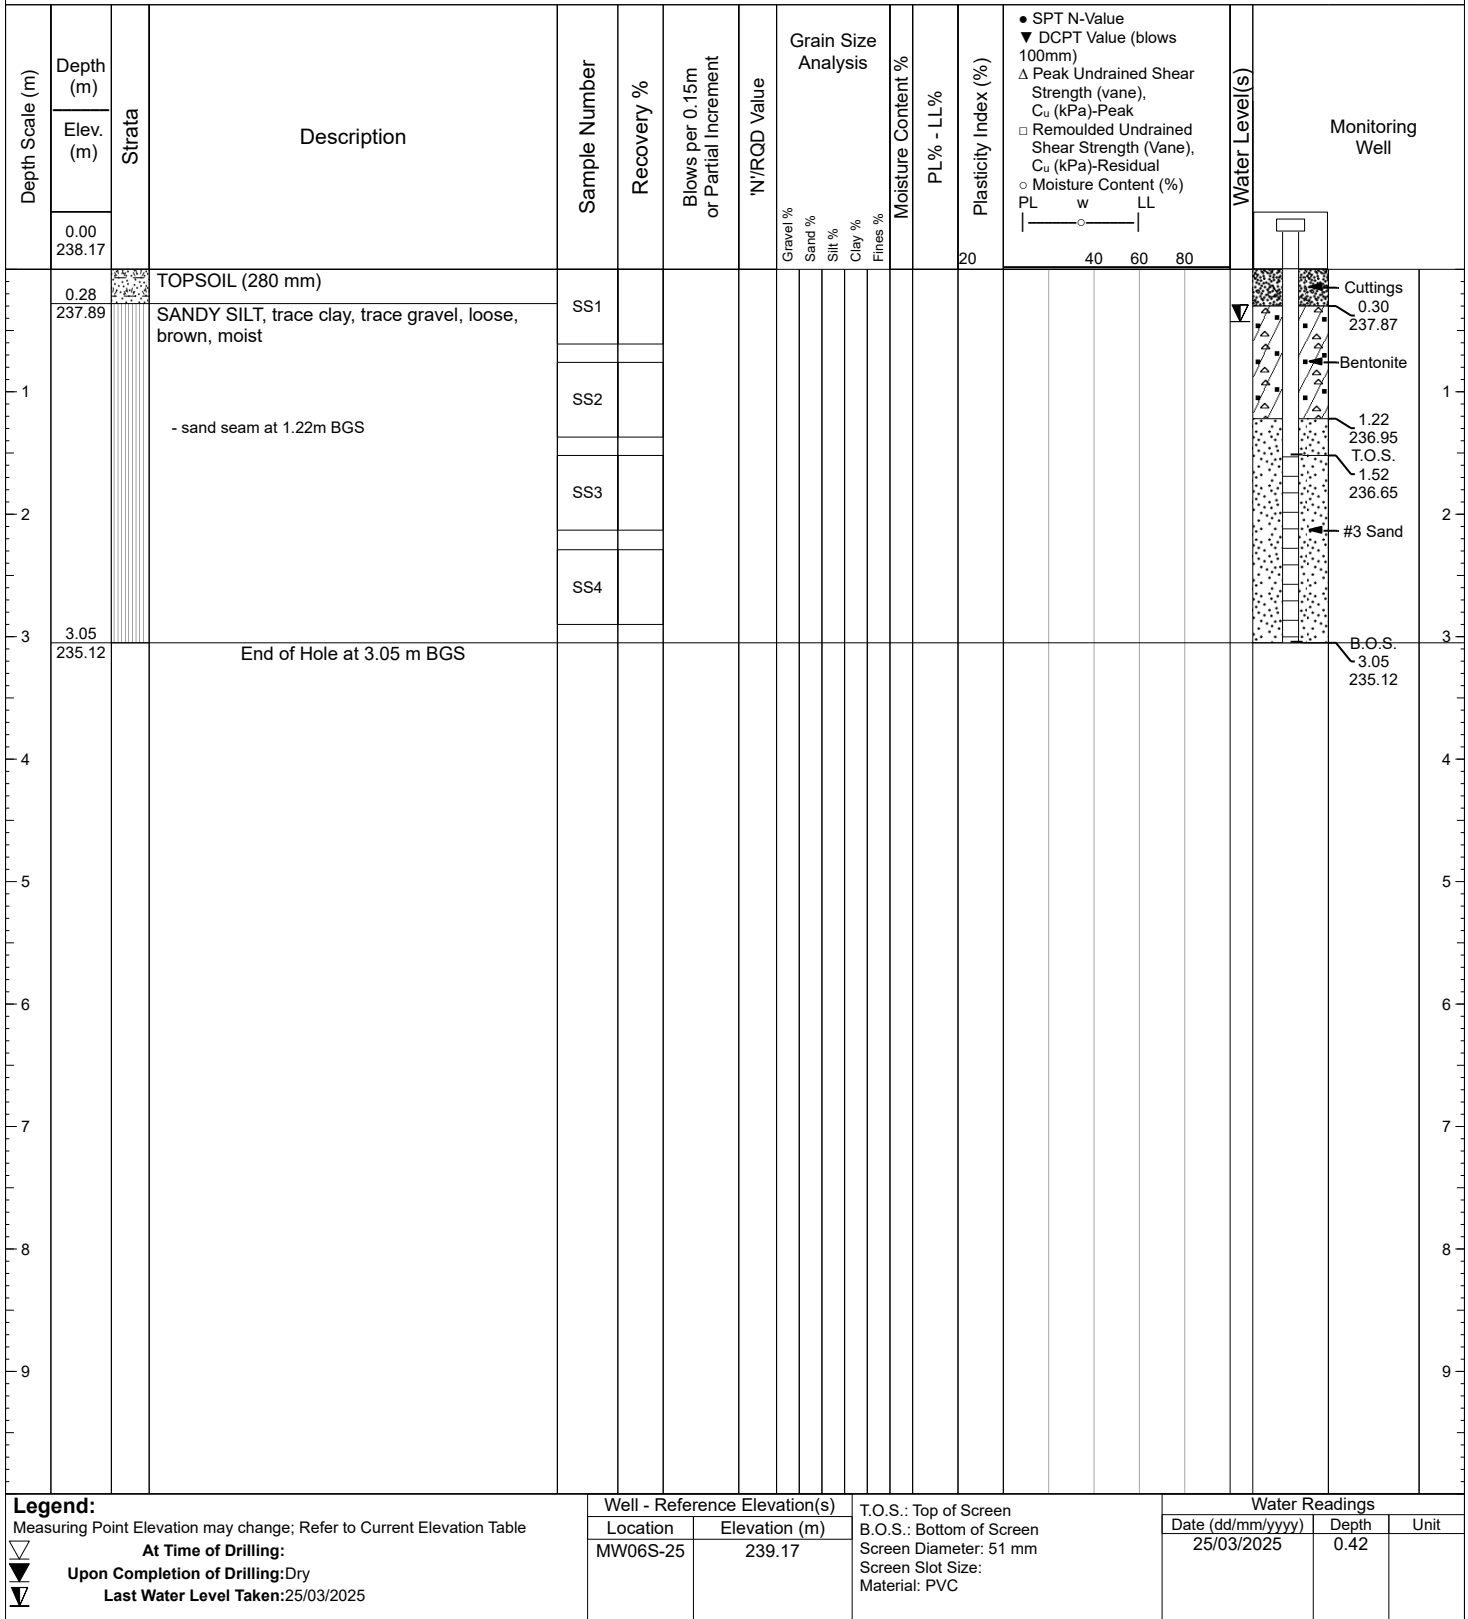 Depth Scale (m)
Depth
(m)
Elev.
(m)
0.00
238.17
Strata
Description
Sample Number
Recovery %
Blows per 0.15m
or Partial Increment
'N'/RQD Value
Grain Size
Analysis
Gravel %
Sand %
Silt %
Clay %
Fines %
Moisture Content %
PL% - LL%
Plasticity Index (%)
● SPT N-Value
▼ DCPT Value (blows
100mm)
Δ Peak Undrained Shear
Strength (vane),
Cᵤ (kPa)-Peak
□ Remoulded Undrained
Shear Strength (Vane),
Cᵤ (kPa)-Residual
○ Moisture Content (%)
PL w LL
20 40 60 80
Water Level(s)
Monitoring
Well
0.28
237.89
TOPSOIL (280 mm)
SANDY SILT, trace clay, trace gravel, loose,
brown, moist
- sand seam at 1.22m BGS
SS1
SS2
SS3
SS4
3.05
235.12
End of Hole at 3.05 m BGS
Cuttings
0.30
237.87
Bentonite
1.22
236.95
T.O.S.
1.52
236.65
#3 Sand
B.O.S.
3.05
235.12
1 1
2 2
3 3
4 4
5 5
6 6
7 7
8 8
9 9
Legend:
Measuring Point Elevation may change; Refer to Current Elevation Table
At Time of Drilling:
Upon Completion of Drilling:Dry
Last Water Level Taken:25/03/2025
Well - Reference Elevation(s)
Location Elevation (m)
MW06S-25 239.17
T.O.S.: Top of Screen
B.O.S.: Bottom of Screen
Screen Diameter: 51 mm
Screen Slot Size:
Material: PVC
Water Readings
Date (dd/mm/yyyy) Depth Unit
25/03/2025 0.42